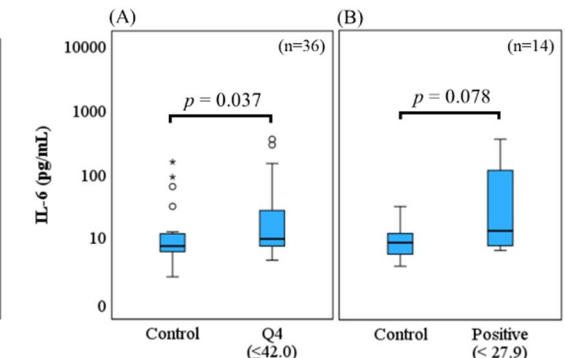 (A)
(B)
(n=36)
(n=14)
10000
1000
100
10
0
IL-6 (pg/mL)
p = 0.037
p = 0.078
Control
Q4
(≤42.0)
Control
Positive
(< 27.9)